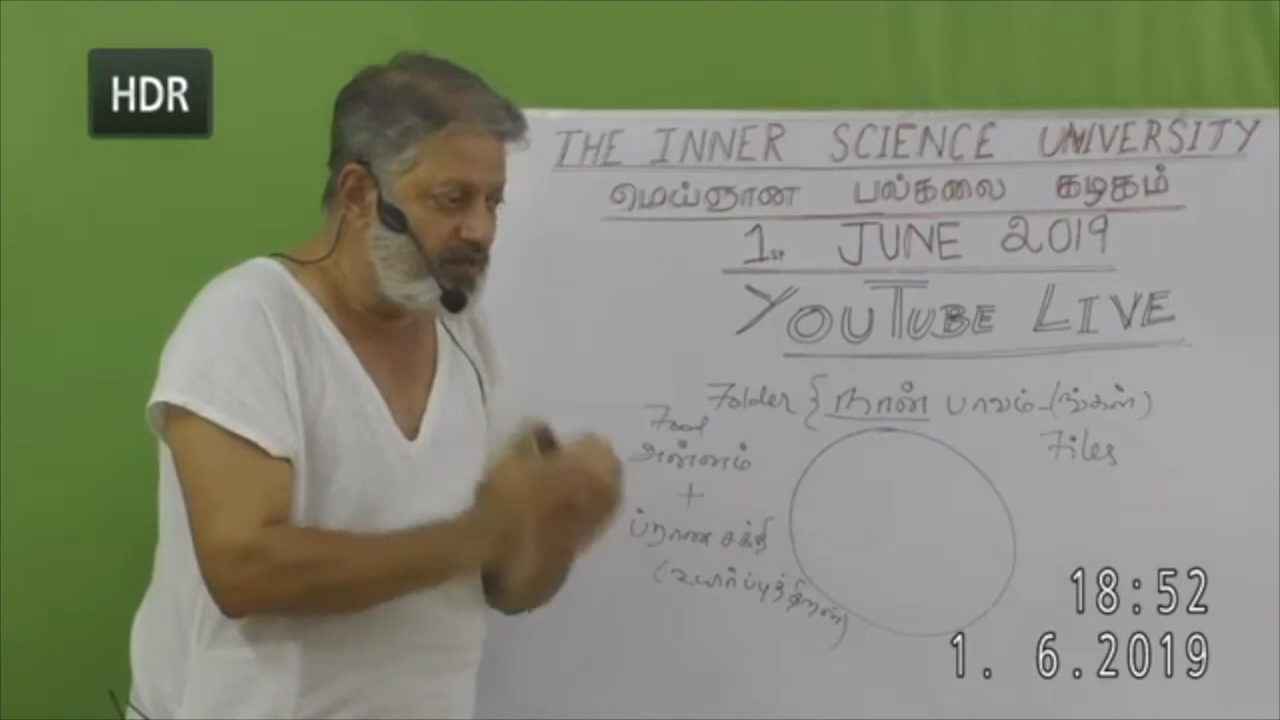 HDR
THE INNER SCIENCE UNIVERSITY
மெய்ஞான பல்கலை கழகம்
1st JUNE 2019
YOUTUBE LIVE
Folder { நான் பாவம் - (ங்கள்)
Food
Files
அன்னம்
+
ப்ராண சக்தி
18:52
1. 6.2019